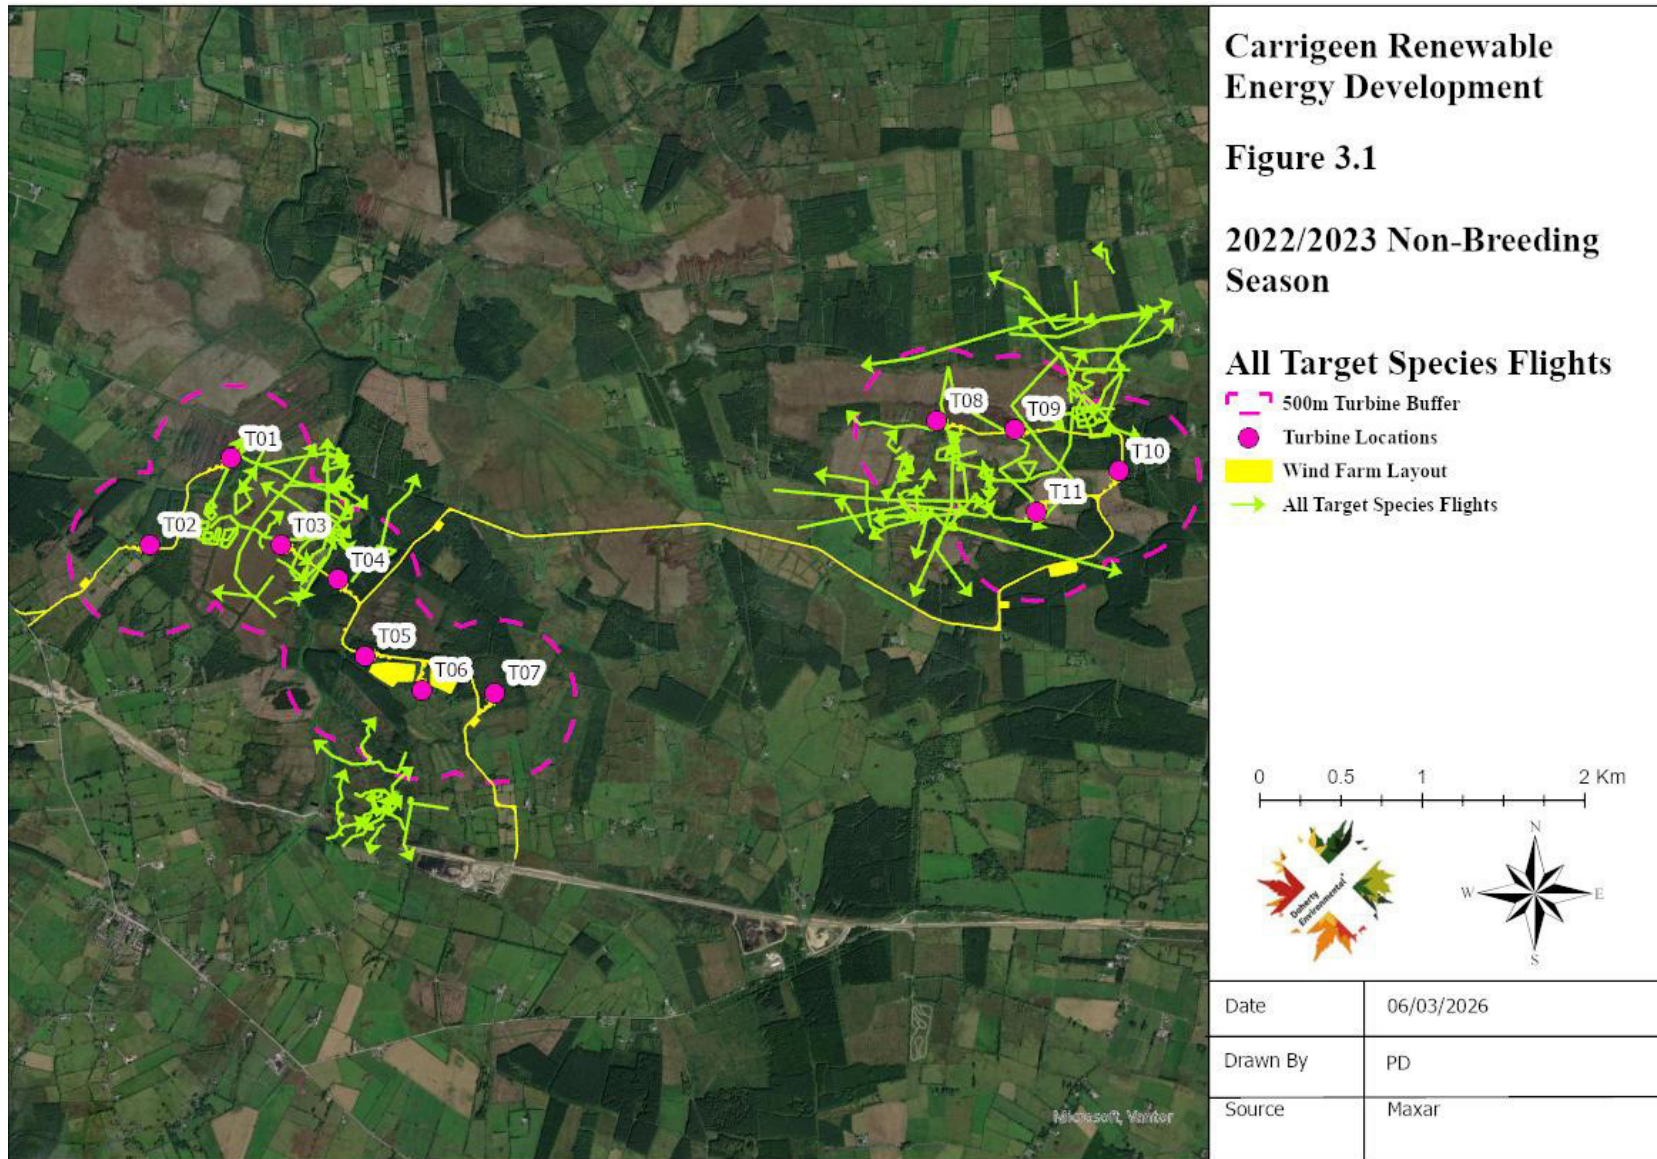 Carrigeen Renewable
Energy Development
Figure 3.1
2022/2023 Non-Breeding
Season
All Target Species Flights
500m Turbine Buffer
Turbine Locations
Wind Farm Layout
All Target Species Flights
T01
T02
T03
T04
T05
T06
T07
T08
T09
T10
T11
0 0.5 1 2 Km
Doherty
Environmental
N
W E
S
Date 06/03/2026
Drawn By PD
Source Maxar
Microsoft, Vantor